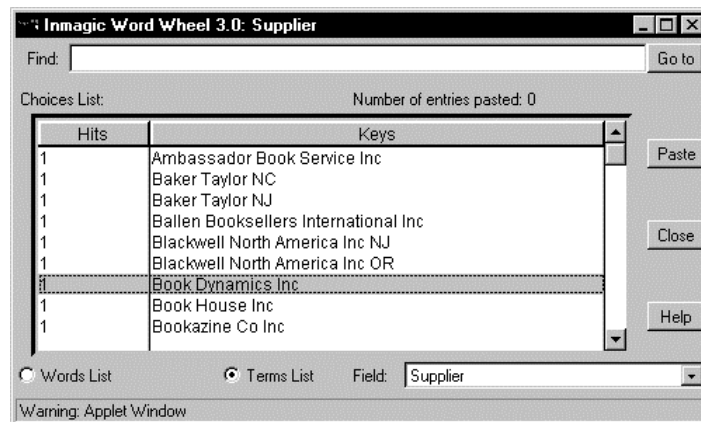 Inmagic Word Wheel 3.0: Supplier
Find: Go to
Choices List: Number of entries pasted: 0
Hits Keys
1 Ambassador Book Service Inc
1 Baker Taylor NC
1 Baker Taylor NJ
1 Ballen Booksellers International Inc
1 Blackwell North America Inc NJ
1 Blackwell North America Inc OR
1 Book Dynamics Inc
1 Book House Inc
1 Bookazine Co Inc
Paste
Close
Help
Words List Terms List Field: Supplier
Warning: Applet Window